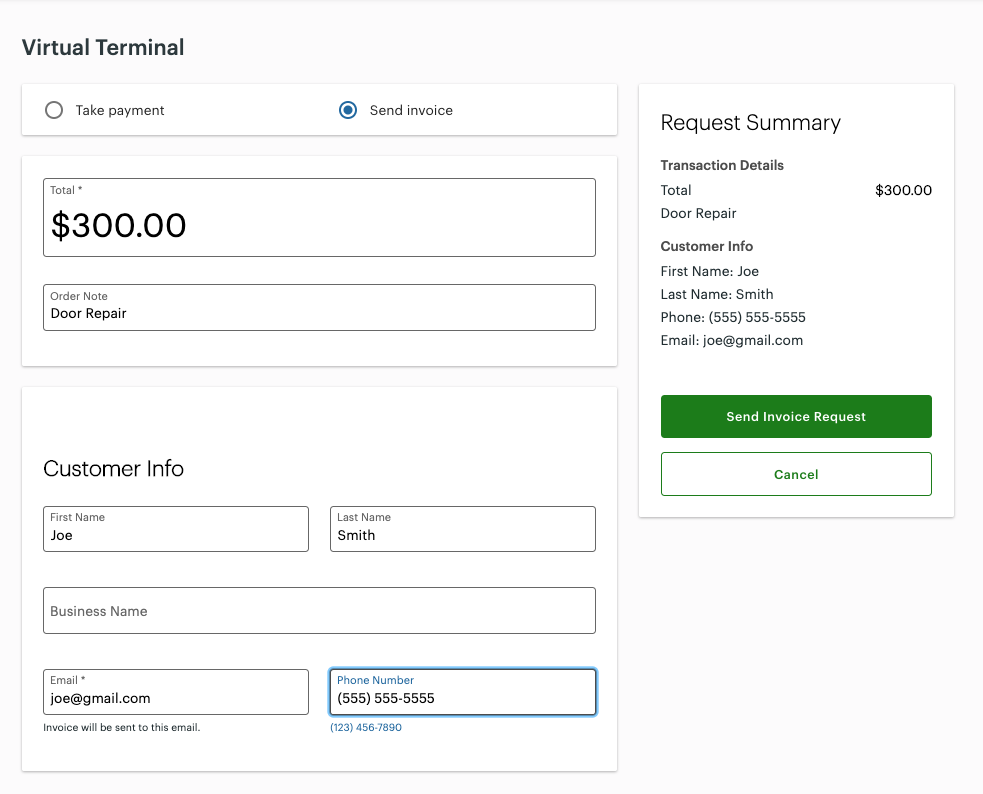 Virtual Terminal
Take payment
Send invoice
Total *
$300.00
Order Note
Door Repair
Customer Info
First Name
Joe
Last Name
Smith
Business Name
Email *
joe@gmail.com
Invoice will be sent to this email.
Phone Number
(555) 555-5555
(123) 456-7890
Request Summary
Transaction Details
Total $300.00
Door Repair
Customer Info
First Name: Joe
Last Name: Smith
Phone: (555) 555-5555
Email: joe@gmail.com
Send Invoice Request
Cancel